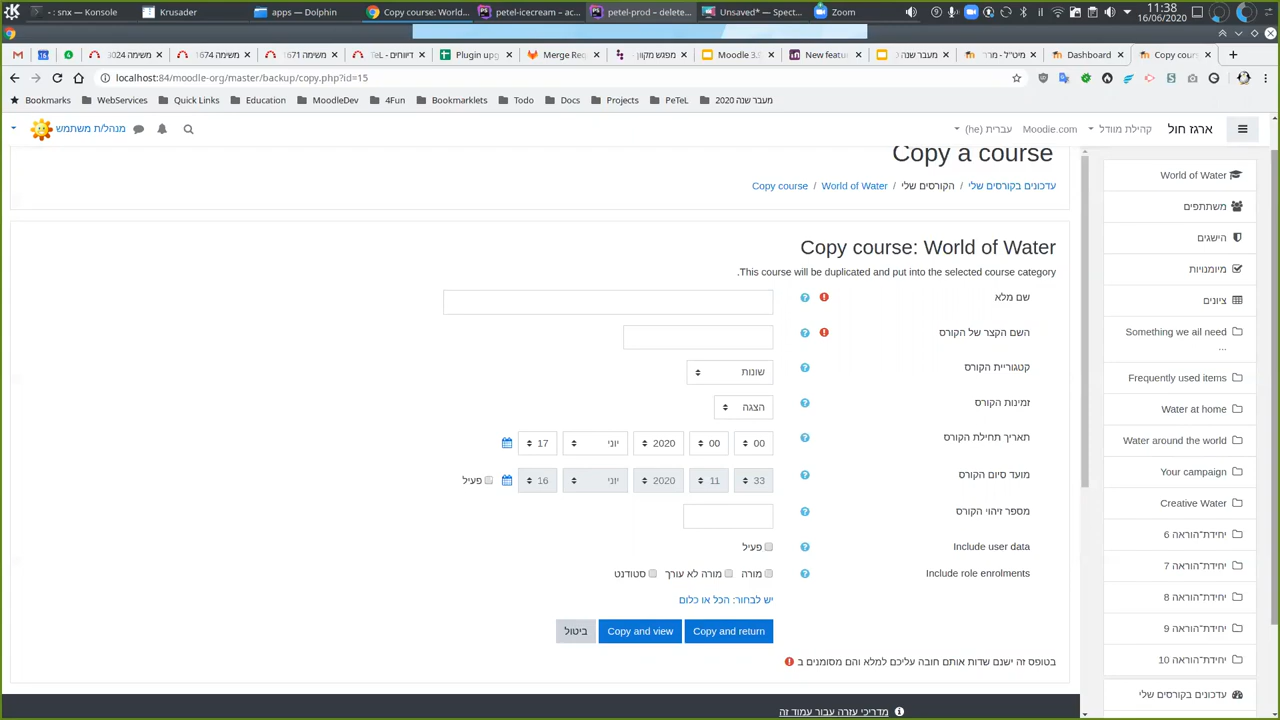 - : snx — Konsole
Krusader
apps — Dolphin
Copy course: World...
petel-icecream – ac...
petel-prod – delete...
Unsaved* — Spect...
Zoom
11:38
16/06/2020
משימה 3024
משימה 1674
משימה 1671
דיווחים - TeL
Plugin upg
Merge Req
מפגש מקוון
Moodle 3.9
New featu
מעבר שנה 0
מיט"ל - מרר
Dashboard
Copy cours
localhost:84/moodle-org/master/backup/copy.php?id=15
Bookmarks
WebServices
Quick Links
Education
MoodleDev
4Fun
Bookmarklets
Todo
Docs
Projects
PeTeL
מעבר שנה 2020
ארגז חול
קהילת מוודל
Moodle.com
עברית ‎(he)‎
מנהל/ת משתמש
Copy a course
עדכונים בקורסים שלי / הקורסים שלי / World of Water / Copy course
Copy course: World of Water
.This course will be duplicated and put into the selected course category
שם מלא
השם הקצר של הקורס
קטגוריית הקורס
שונות
זמינות הקורס
הצגה
תאריך תחילת הקורס
17 יוני 2020 00 00
מועד סיום הקורס
פעיל 16 יוני 2020 11 33
מספר זיהוי הקורס
Include user data
פעיל
Include role enrolments
מורה מורה לא עורך סטודנט
יש לבחור: הכל או כלום
Copy and return
Copy and view
ביטול
בטופס זה ישנם שדות אותם חובה עליכם למלא והם מסומנים ב
מדריכי עזרה עבור עמוד זה
World of Water
משתתפים
הישגים
מיומנויות
ציונים
Something we all need
...
Frequently used items
Water at home
Water around the world
Your campaign
Creative Water
יחידת־הוראה 6
יחידת־הוראה 7
יחידת־הוראה 8
יחידת־הוראה 9
יחידת־הוראה 10
עדכונים בקורסים שלי